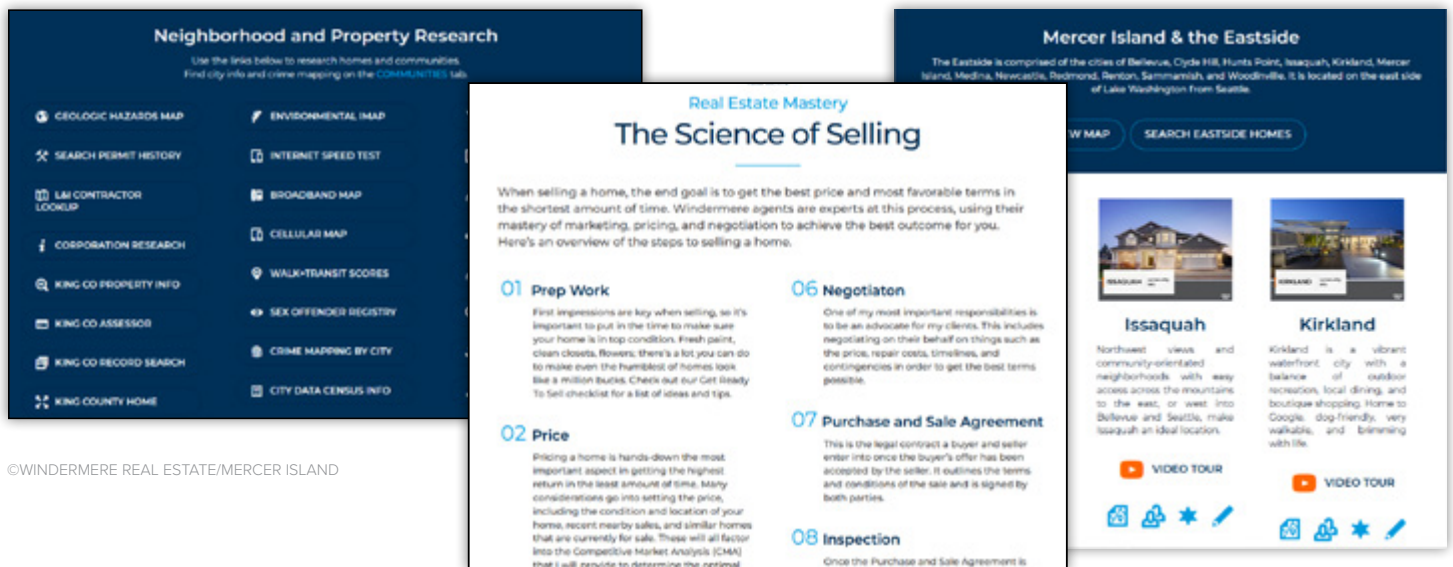 Neighborhood and Property Research
Use the links below to research homes and communities.
Find city info and crime mapping on the COMMUNITIES tab.
GEOLOGIC HAZARDS MAP
SEARCH PERMIT HISTORY
L&I CONTRACTOR
LOOKUP
CORPORATION RESEARCH
KING CO PROPERTY INFO
KING CO ASSESSOR
KING CO RECORD SEARCH
KING COUNTY HOME
ENVIRONMENTAL IMAP
INTERNET SPEED TEST
BROADBAND MAP
CELLULAR MAP
WALK+TRANSIT SCORES
SEX OFFENDER REGISTRY
CRIME MAPPING BY CITY
CITY DATA CENSUS INFO
©WINDERMERE REAL ESTATE/MERCER ISLAND
Real Estate Mastery
The Science of Selling
When selling a home, the end goal is to get the best price and most favorable terms in
the shortest amount of time. Windermere agents are experts at this process, using their
mastery of marketing, pricing, and negotiation to achieve the best outcome for you.
Here's an overview of the steps to selling a home.
01 Prep Work
First impressions are key when selling, so it's
important to put in the time to make sure
your home is in top condition. Fresh paint,
clean closets, flowers; there's a lot you can do
to make even the humblest of homes look
like a million bucks. Check out our Get Ready
To Sell checklist for a list of ideas and tips.
02 Price
Pricing a home is hands-down the most
important aspect in getting the highest
return in the least amount of time. Many
considerations go into setting the price,
including the condition and location of your
home, recent nearby sales, and similar homes
that are currently for sale. These will all factor
into the Competitive Market Analysis (CMA)
that I will provide to determine the optimal
06 Negotiaton
One of my most important responsibilities is
to be an advocate for my clients. This includes
negotiating on their behalf on things such as
the price, repair costs, timelines, and
contingencies in order to get the best terms
possible.
07 Purchase and Sale Agreement
This is the legal contract a buyer and seller
enter into once the buyer's offer has been
accepted by the seller. It outlines the terms
and conditions of the sale and is signed by
both parties.
08 Inspection
Once the Purchase and Sale Agreement is
Mercer Island & the Eastside
The Eastside is comprised of the cities of Bellevue, Clyde Hill, Hunts Point, Issaquah, Kirkland, Mercer
Island, Medina, Newcastle, Redmond, Renton, Sammamish, and Woodinville. It is located on the east side
of Lake Washington from Seattle.
W MAP
SEARCH EASTSIDE HOMES
ISSAQUAH
Issaquah
Northwest views and
community-orientated
neighborhoods with easy
access across the mountains
to the east, or west into
Bellevue and Seattle, make
Issaquah an ideal location.
VIDEO TOUR
KIRKLAND
Kirkland
Kirkland is a vibrant
waterfront city with a
balance of outdoor
recreation, local dining, and
boutique shopping. Home to
Google, dog-friendly, very
walkable, and brimming
with life.
VIDEO TOUR